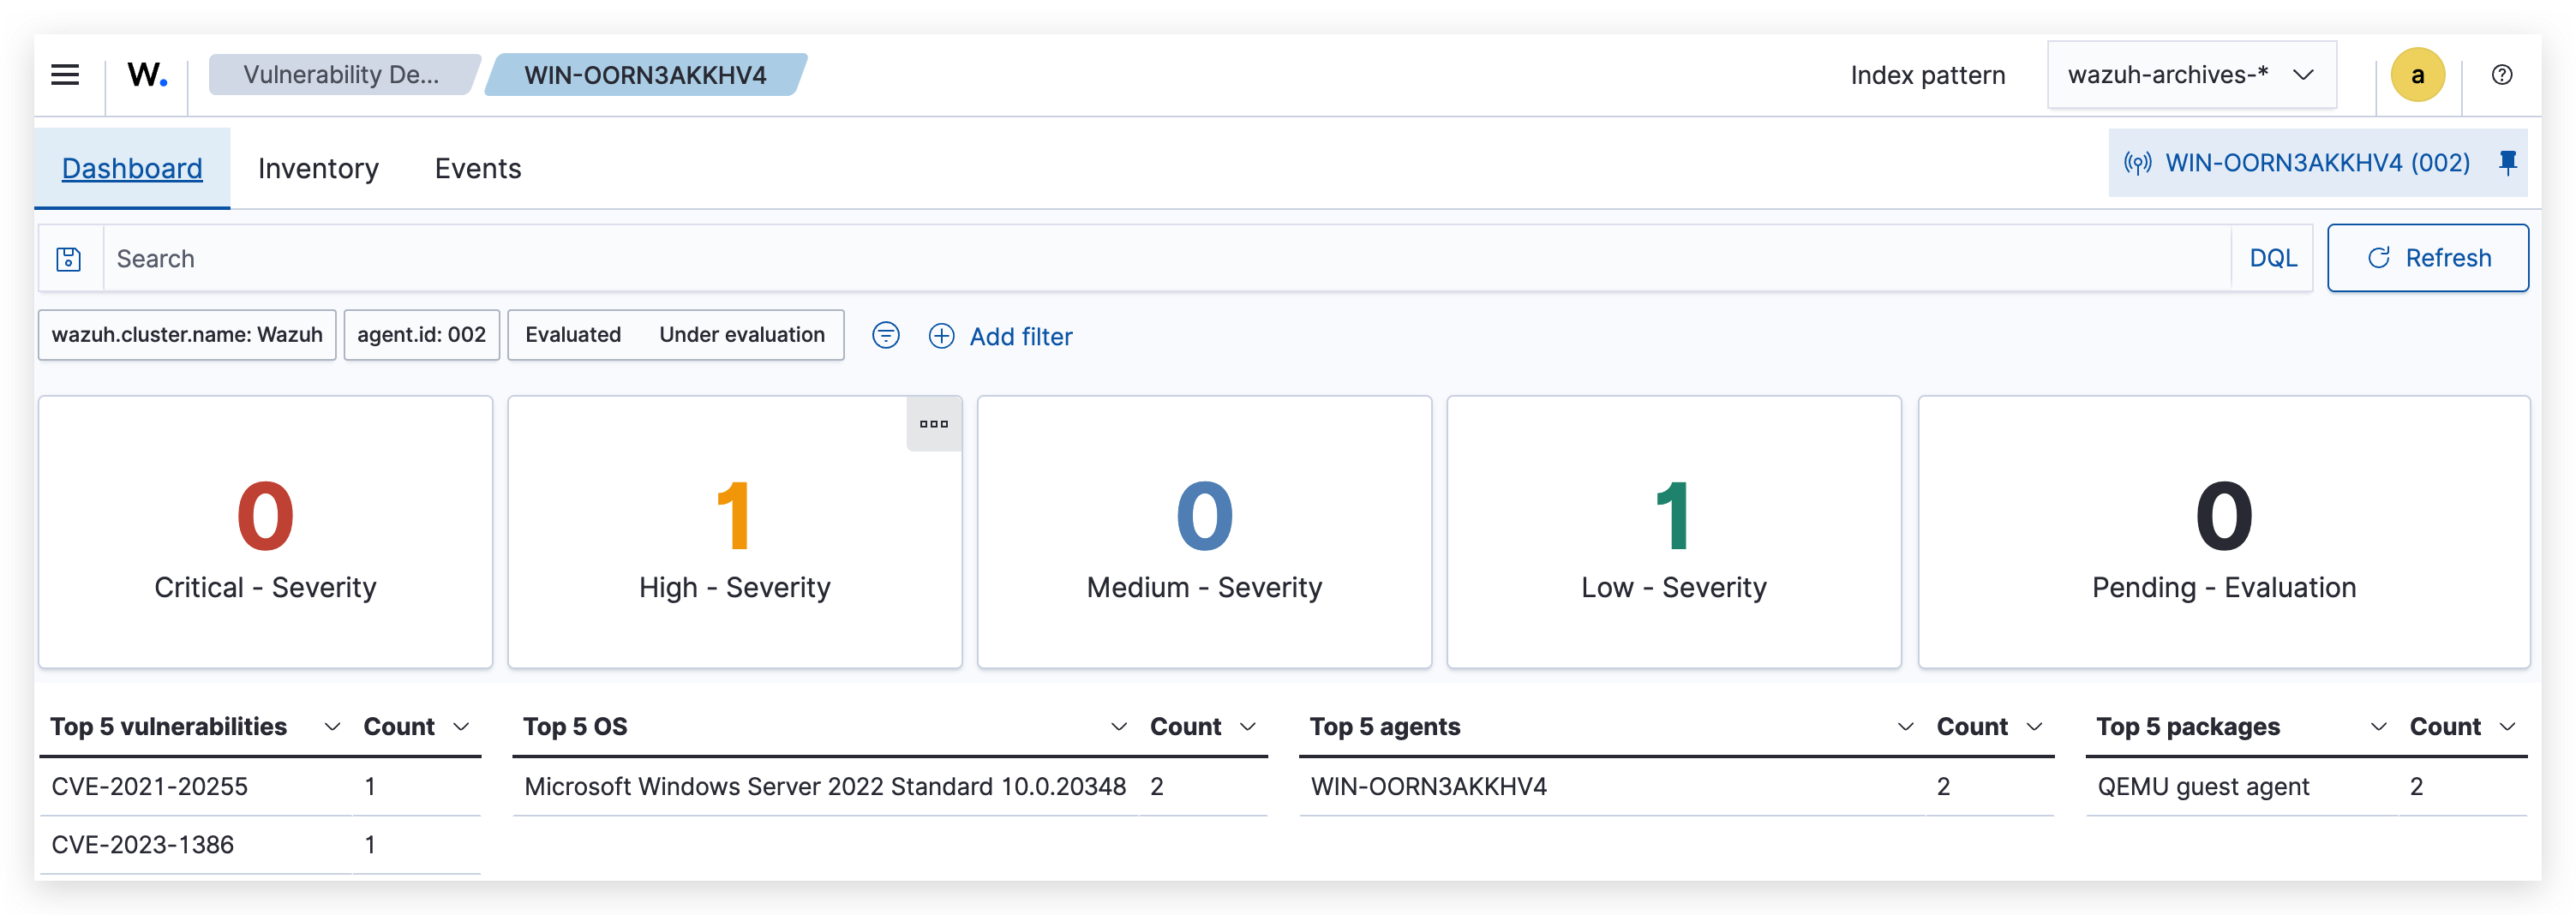 W.
Vulnerability De...
WIN-OORN3AKKHV4
Index pattern
wazuh-archives-*
a
?
Dashboard
Inventory
Events
WIN-OORN3AKKHV4 (002)
Search
DQL
Refresh
wazuh.cluster.name: Wazuh
agent.id: 002
Evaluated
Under evaluation
Add filter
0
Critical - Severity
1
High - Severity
0
Medium - Severity
1
Low - Severity
0
Pending - Evaluation
Top 5 vulnerabilities Count
CVE-2021-20255 1
CVE-2023-1386 1
Top 5 OS Count
Microsoft Windows Server 2022 Standard 10.0.20348 2
Top 5 agents Count
WIN-OORN3AKKHV4 2
Top 5 packages Count
QEMU guest agent 2